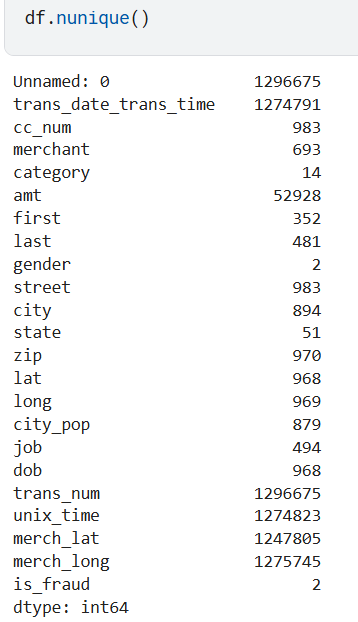 df.nunique()
Unnamed: 0 1296675
trans_date_trans_time 1274791
cc_num 983
merchant 693
category 14
amt 52928
first 352
last 481
gender 2
street 983
city 894
state 51
zip 970
lat 968
long 969
city_pop 879
job 494
dob 968
trans_num 1296675
unix_time 1274823
merch_lat 1247805
merch_long 1275745
is_fraud 2
dtype: int64